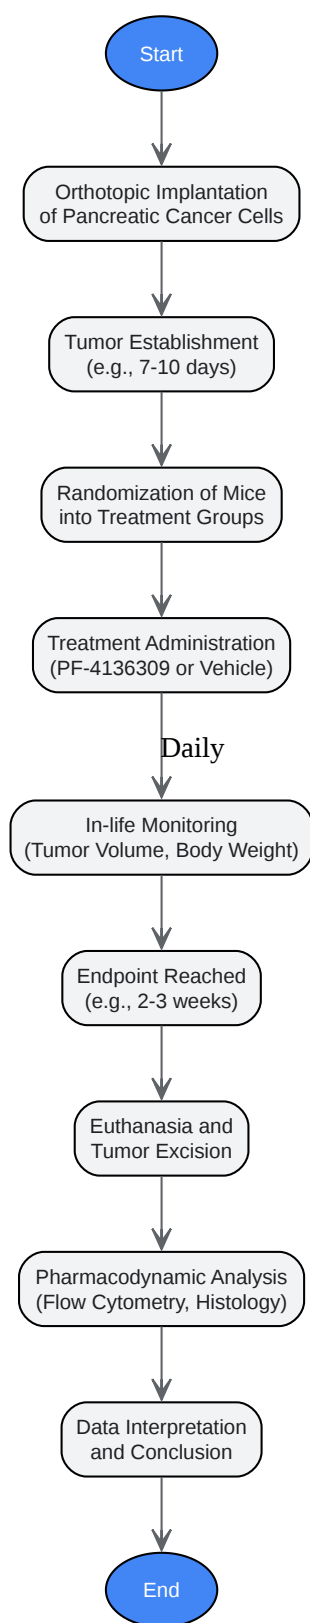 Start
Orthotopic Implantation
of Pancreatic Cancer Cells
Tumor Establishment
(e.g., 7-10 days)
Randomization of Mice
into Treatment Groups
Treatment Administration
(PF-4136309 or Vehicle)
Daily
In-life Monitoring
(Tumor Volume, Body Weight)
Endpoint Reached
(e.g., 2-3 weeks)
Euthanasia and
Tumor Excision
Pharmacodynamic Analysis
(Flow Cytometry, Histology)
Data Interpretation
and Conclusion
End